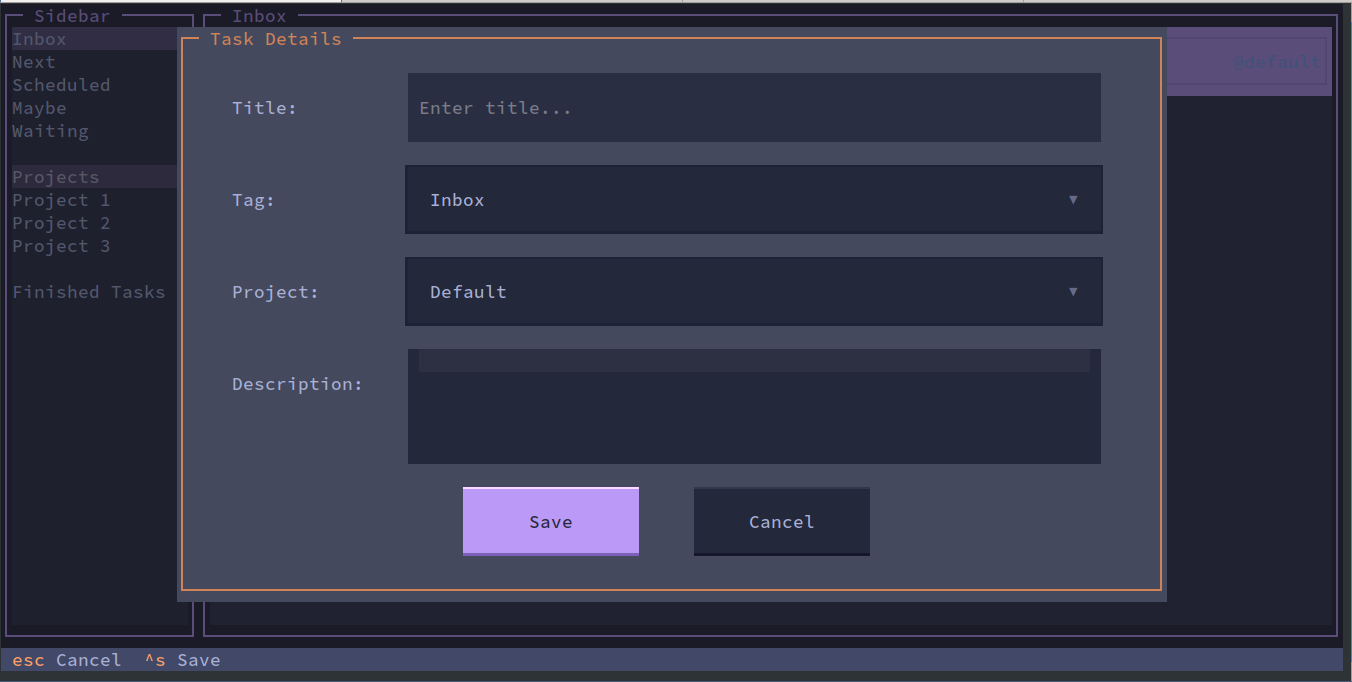 Sidebar
Inbox
Next
Scheduled
Maybe
Waiting
Projects
Project 1
Project 2
Project 3
Finished Tasks
Inbox
@default
Task Details
Title:
Enter title...
Tag:
Inbox ▼
Project:
Default ▼
Description:
Save
Cancel
esc Cancel ^s Save